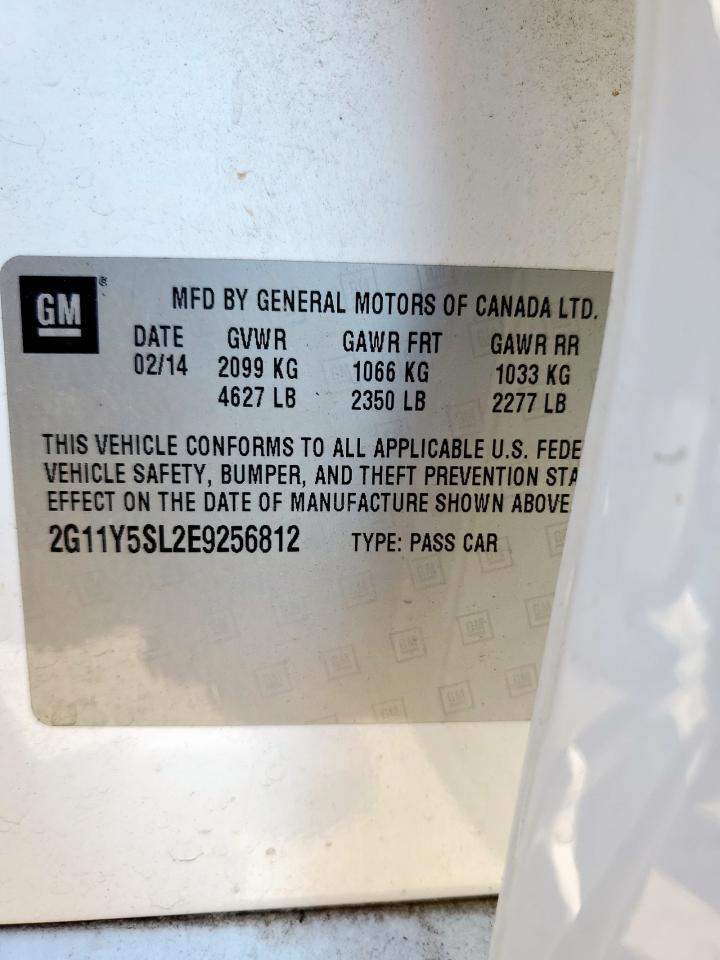 GM ® MFD BY GENERAL MOTORS OF CANADA LTD.
DATE GVWR GAWR FRT GAWR RR
02/14 2099 KG 1066 KG 1033 KG
4627 LB 2350 LB 2277 LB
THIS VEHICLE CONFORMS TO ALL APPLICABLE U.S. FEDE
VEHICLE SAFETY, BUMPER, AND THEFT PREVENTION STA
EFFECT ON THE DATE OF MANUFACTURE SHOWN ABOVE.
2G11Y5SL2E9256812 TYPE: PASS CAR